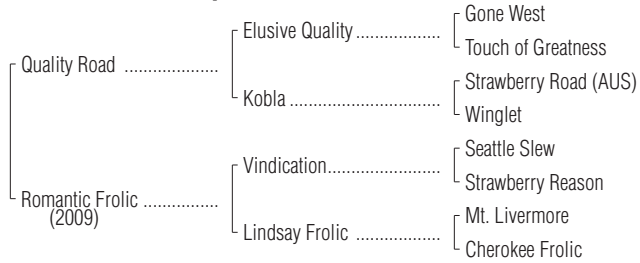 Gone West
Elusive Quality ..................
Touch of Greatness
Quality Road ....................
Strawberry Road (AUS)
Kobla ................................
Winglet
Seattle Slew
Vindication........................
Strawberry Reason
Romantic Frolic ................
(2009)
Mt. Livermore
Lindsay Frolic ...................
Cherokee Frolic